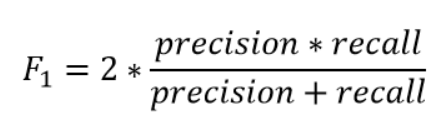 F₁ = 2 * precision * recall / precision + recall